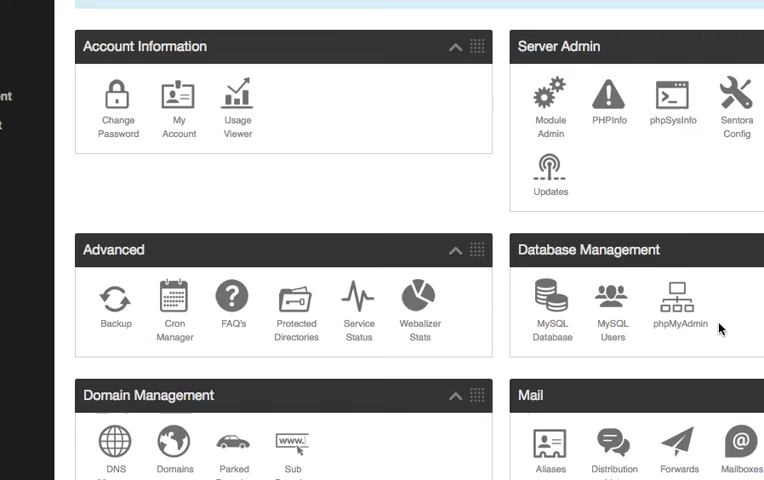 nt
t
Account Information
Change
Password
My
Account
Usage
Viewer
Server Admin
Module
Admin
PHPInfo
phpSysInfo
Sentora
Config
Updates
Advanced
Backup
Cron
Manager
FAQ's
Protected
Directories
Service
Status
Webalizer
Stats
Database Management
MySQL
Database
MySQL
Users
phpMyAdmin
Domain Management
www.
DNS
Domains
Parked
Sub
Mail
Aliases
Distribution
Forwards
@
Mailboxes